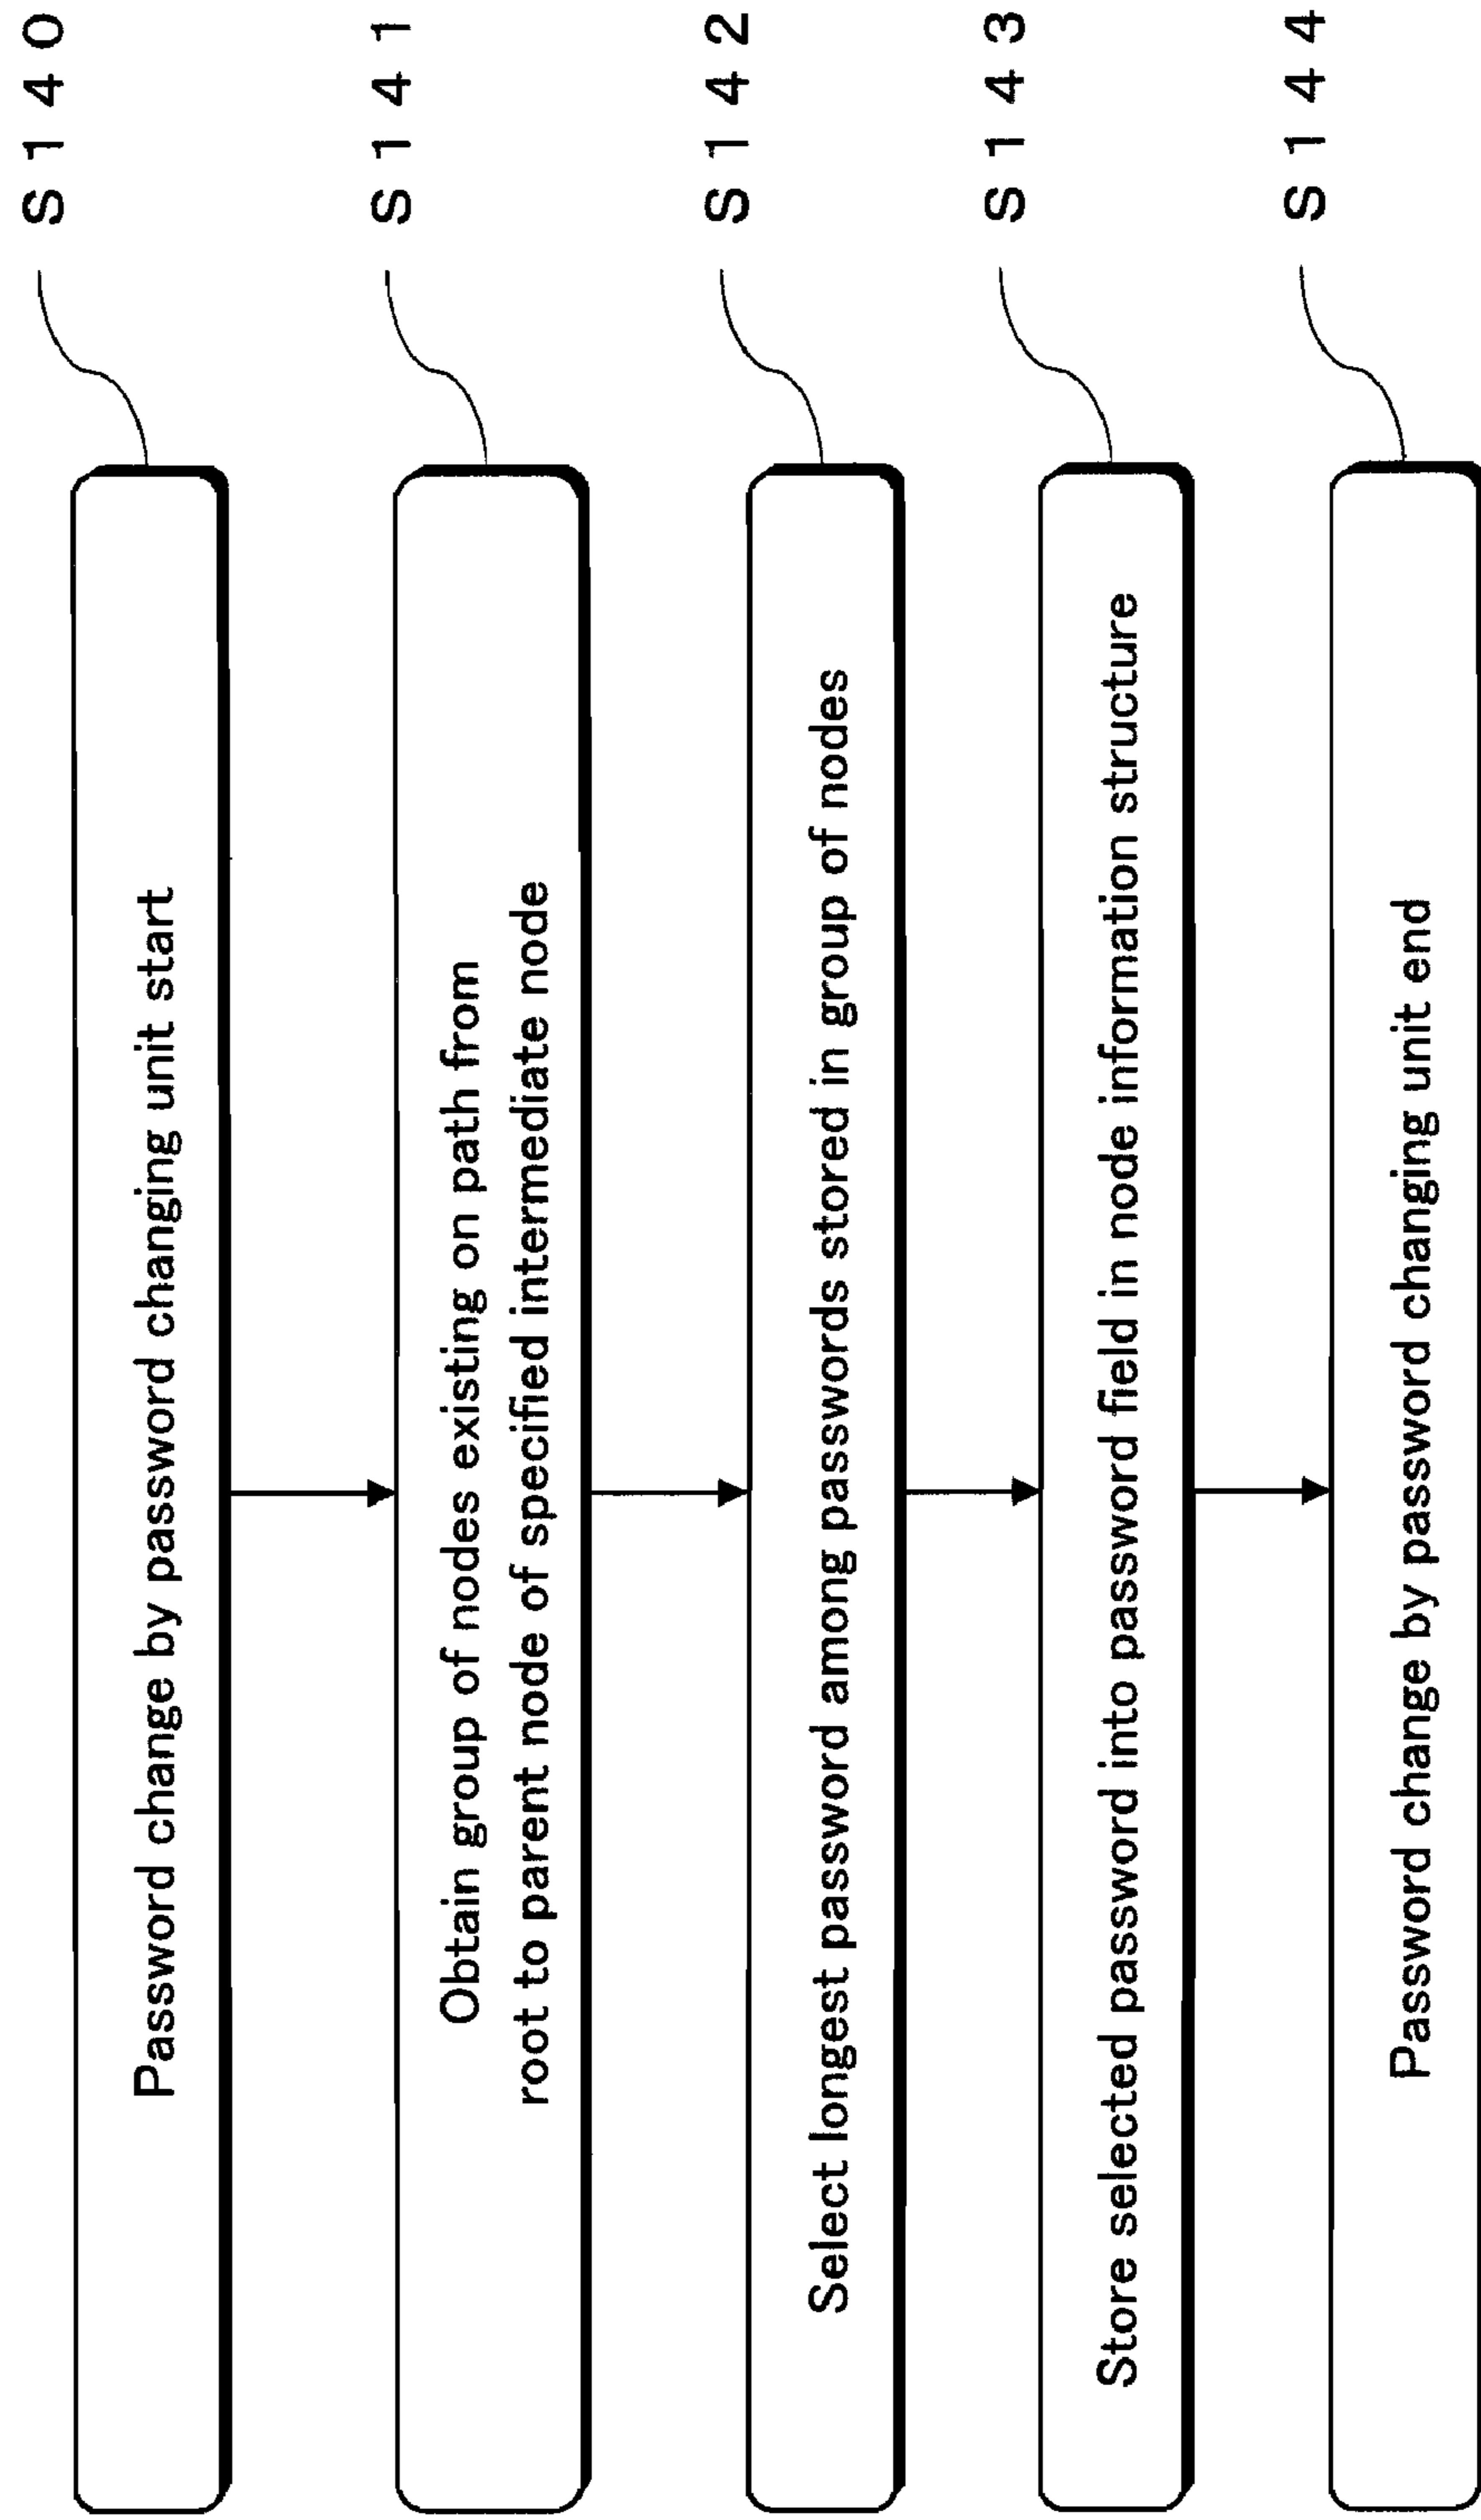 Password change by password changing unit start
S140
Obtain group of nodes existing on path from
root to parent node of specified intermediate node
S141
Select longest password among passwords stored in group of nodes
S142
Store selected password into password field in node information structure
S143
Password change by password changing unit end
S144